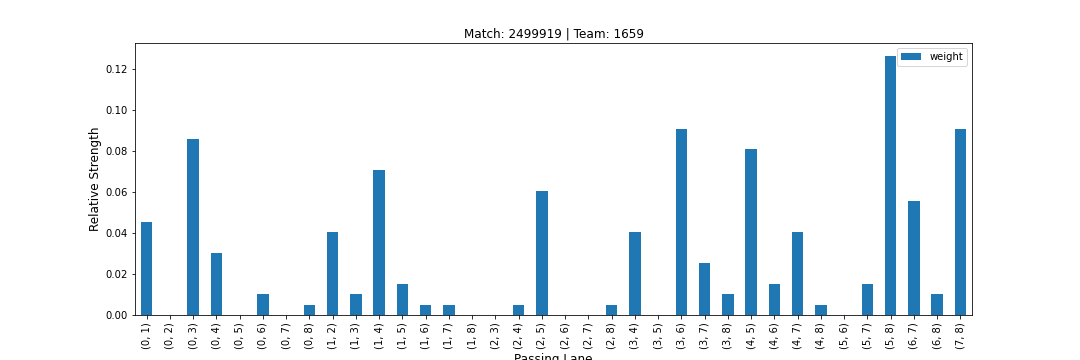 Match: 2499919 | Team: 1659
weight
Relative Strength
0.12
0.10
0.08
0.06
0.04
0.02
0.00
(0, 1) (0, 2) (0, 3) (0, 4) (0, 5) (0, 6) (0, 7) (0, 8) (1, 2) (1, 3) (1, 4) (1, 5) (1, 6) (1, 7) (1, 8) (2, 3) (2, 4) (2, 5) (2, 6) (2, 7) (2, 8) (3, 4) (3, 5) (3, 6) (3, 7) (3, 8) (4, 5) (4, 6) (4, 7) (4, 8) (5, 6) (5, 7) (5, 8) (6, 7) (6, 8) (7, 8)
Passing Lane